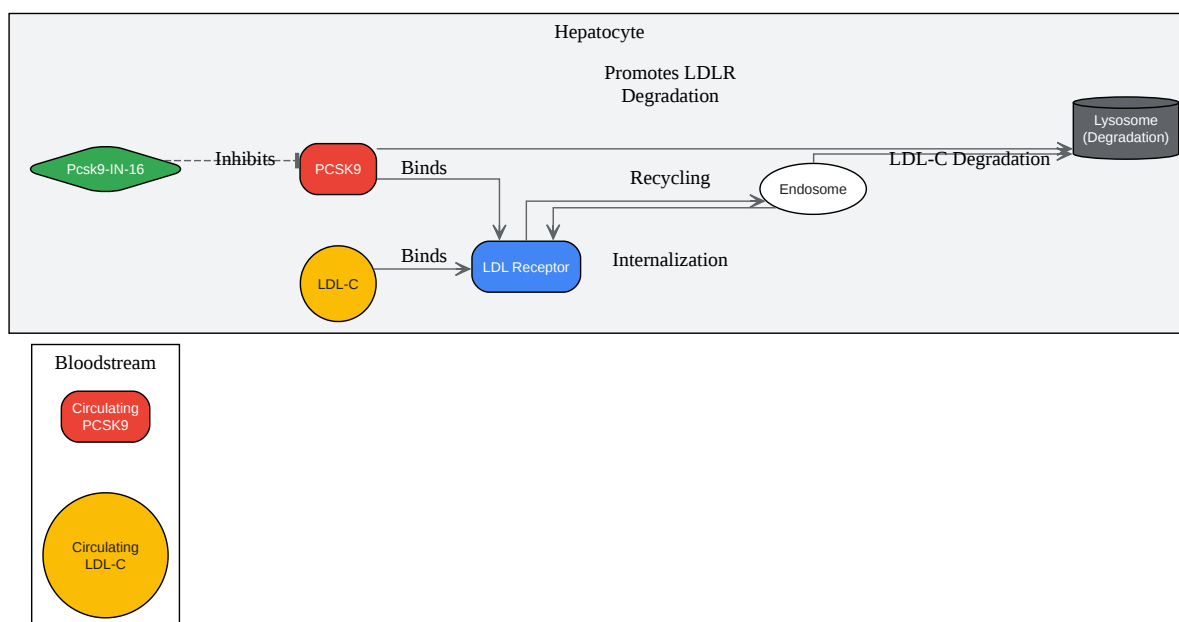 Hepatocyte
Promotes LDLR
Degradation
Lysosome
(Degradation)
Pcsk9-IN-16
Inhibits
PCSK9
Binds
Recycling
Endosome
LDL-C Degradation
LDL-C
Binds
LDL Receptor
Internalization
Bloodstream
Circulating
PCSK9
Circulating
LDL-C